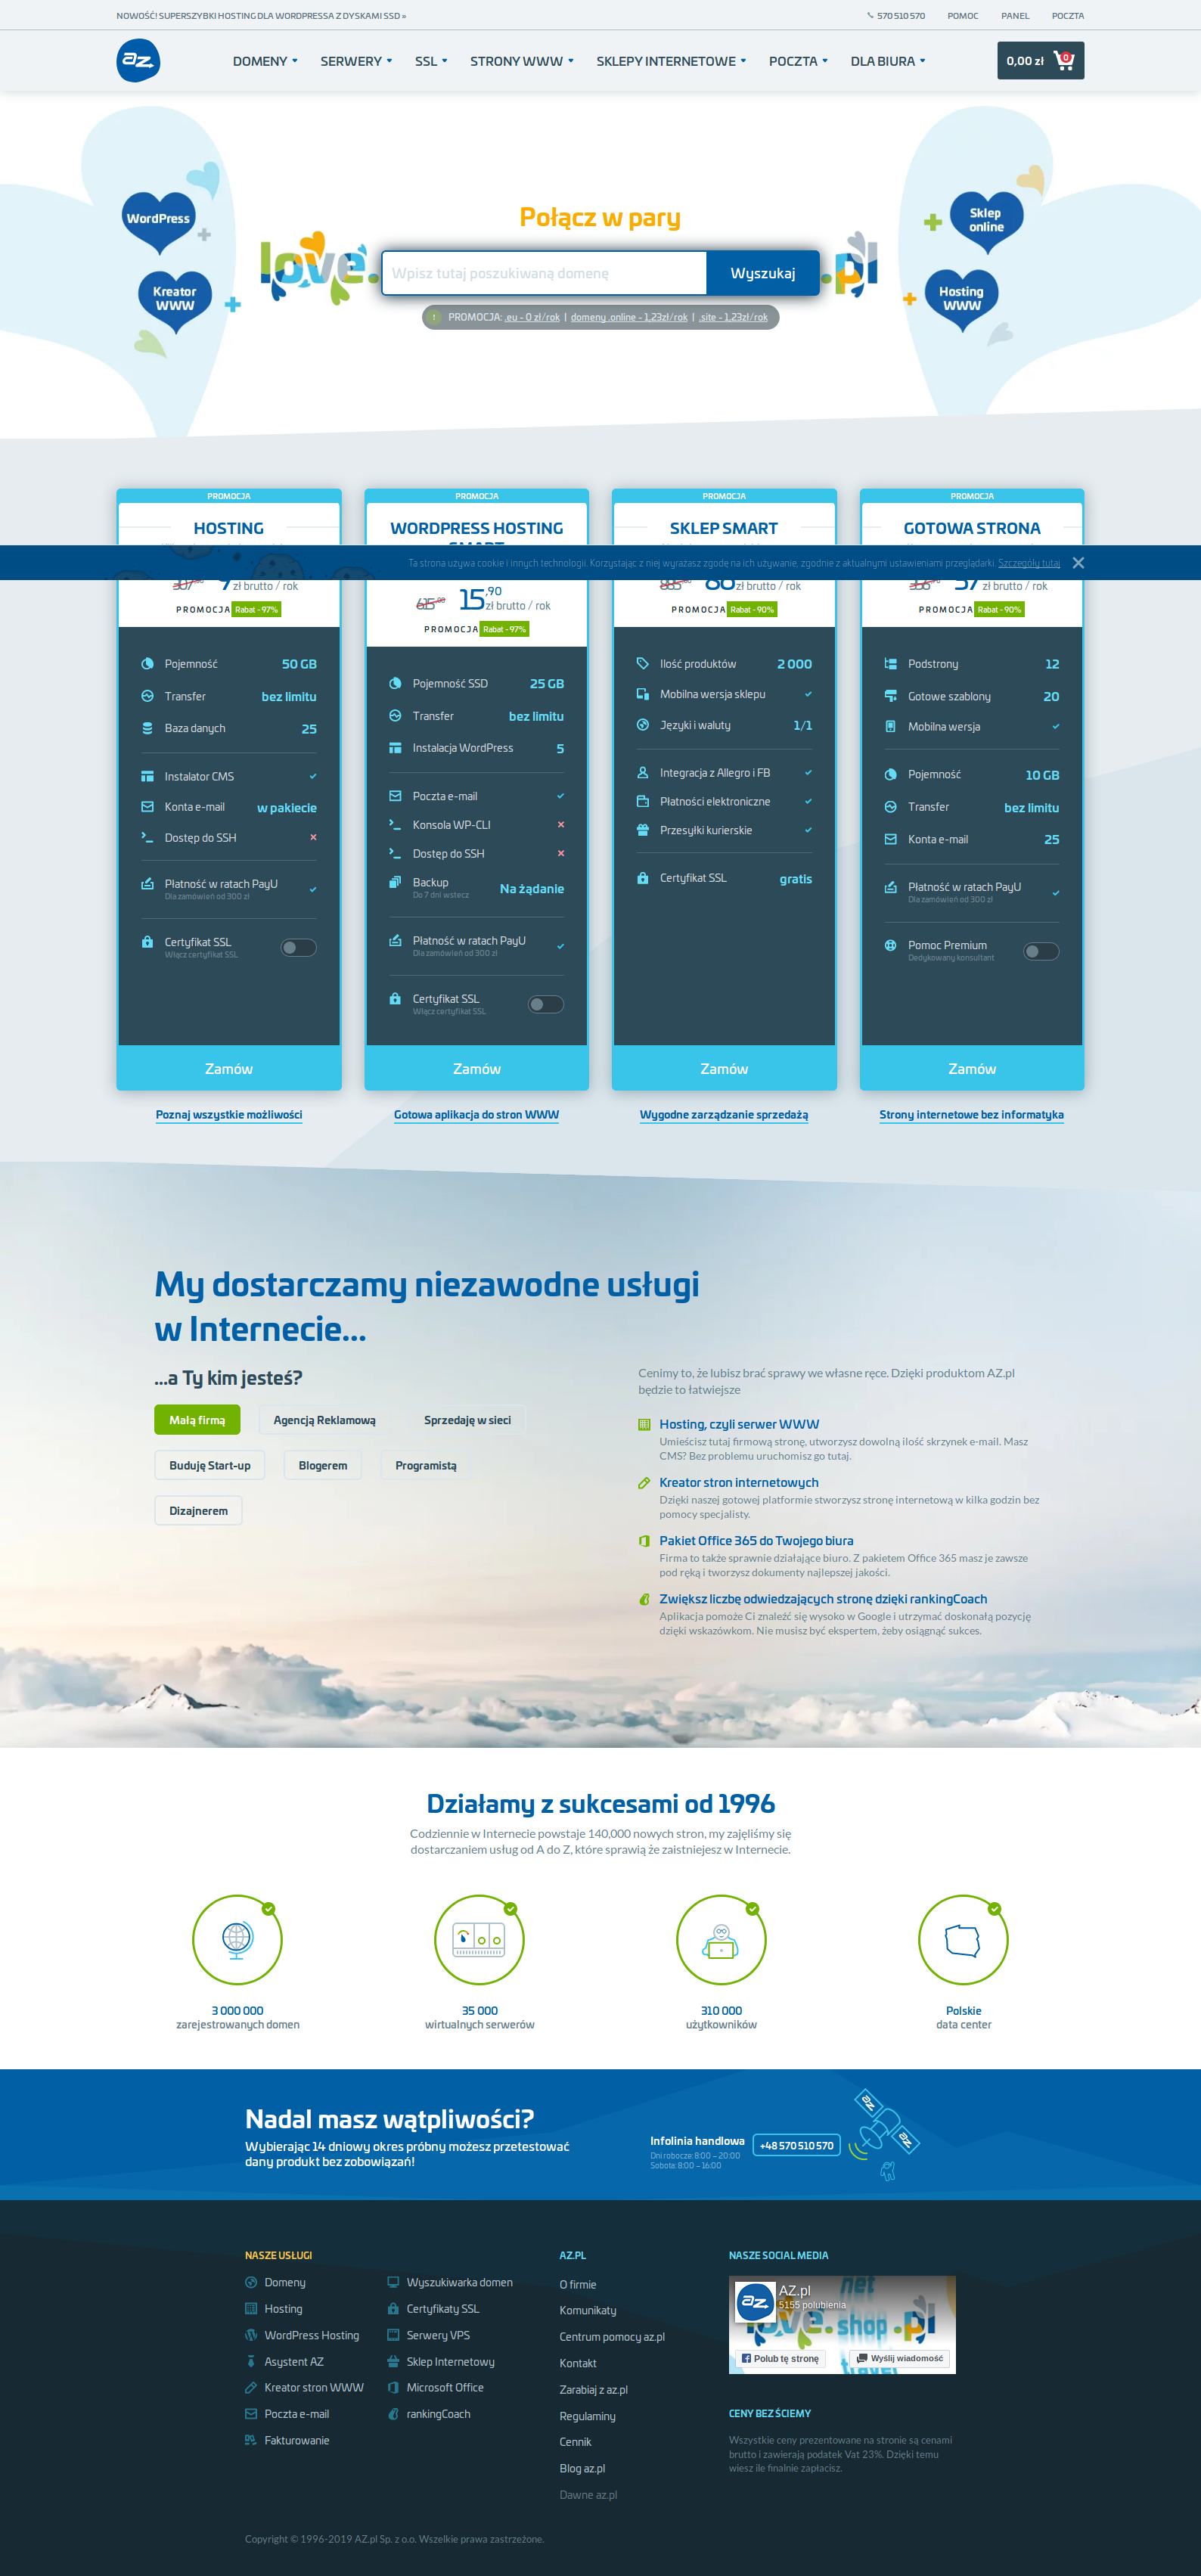 NOWOŚĆ! SUPERSZYBKI HOSTING DLA WORDPRESSA Z DYSKAMI SSD »
570 510 570 POMOC PANEL POCZTA
az.
DOMENY SERWERY SSL STRONY WWW SKLEPY INTERNETOWE POCZTA DLA BIURA
0,00 zł 0
Połącz w pary
WordPress
Kreator
WWW
Sklep
online
Hosting
WWW
love. .pl
Wpisz tutaj poszukiwaną domenę Wyszukaj
PROMOCJA: .eu - 0 zł/rok | domeny .online - 1,23zł/rok | .site - 1,23zł/rok
PROMOCJA
HOSTING
zł brutto / rok
PROMOCJA Rabat - 97%
Pojemność 50 GB
Transfer bez limitu
Baza danych 25
Instalator CMS
Konta e-mail w pakiecie
Dostęp do SSH
Płatność w ratach PayU
Dla zamówień od 300 zł
Certyfikat SSL
Włącz certyfikat SSL
Zamów
Poznaj wszystkie możliwości
PROMOCJA
WORDPRESS HOSTING
SMART
615,00 15,90
zł brutto / rok
PROMOCJA Rabat - 97%
Pojemność SSD 25 GB
Transfer bez limitu
Instalacja WordPress 5
Poczta e-mail
Konsola WP-CLI
Dostęp do SSH
Backup Na żądanie
Do 7 dni wstecz
Płatność w ratach PayU
Dla zamówień od 300 zł
Certyfikat SSL
Włącz certyfikat SSL
Zamów
Gotowa aplikacja do stron WWW
PROMOCJA
SKLEP SMART
zł brutto / rok
PROMOCJA Rabat - 90%
Ilość produktów 2 000
Mobilna wersja sklepu
Języki i waluty 1/1
Integracja z Allegro i FB
Płatności elektroniczne
Przesyłki kurierskie
Certyfikat SSL gratis
Zamów
Wygodne zarządzanie sprzedażą
PROMOCJA
GOTOWA STRONA
zł brutto / rok
PROMOCJA Rabat - 90%
Podstrony 12
Gotowe szablony 20
Mobilna wersja
Pojemność 10 GB
Transfer bez limitu
Konta e-mail 25
Płatność w ratach PayU
Dla zamówień od 300 zł
Pomoc Premium
Dedykowany konsultant
Zamów
Strony internetowe bez informatyka
Ta strona używa cookie i innych technologii. Korzystając z niej wyrażasz zgodę na ich używanie, zgodnie z aktualnymi ustawieniami przeglądarki. Szczegóły tutaj
My dostarczamy niezawodne usługi
w Internecie...
...a Ty kim jesteś?
Małą firmą Agencją Reklamową Sprzedaję w sieci
Buduję Start-up Blogerem Programistą
Dizajnerem
Cenimy to, że lubisz brać sprawy we własne ręce. Dzięki produktom AZ.pl
będzie to łatwiejsze
Hosting, czyli serwer WWW
Umieścisz tutaj firmową stronę, utworzysz dowolną ilość skrzynek e-mail. Masz
CMS? Bez problemu uruchomisz go tutaj.
Kreator stron internetowych
Dzięki naszej gotowej platformie stworzysz stronę internetową w kilka godzin bez
pomocy specjalisty.
Pakiet Office 365 do Twojego biura
Firma to także sprawnie działające biuro. Z pakietem Office 365 masz je zawsze
pod ręką i tworzysz dokumenty najlepszej jakości.
Zwiększ liczbę odwiedzających stronę dzięki rankingCoach
Aplikacja pomoże Ci znaleźć się wysoko w Google i utrzymać doskonałą pozycję
dzięki wskazówkom. Nie musisz być ekspertem, żeby osiągnąć sukces.
Działamy z sukcesami od 1996
Codziennie w Internecie powstaje 140,000 nowych stron, my zajęliśmy się
dostarczaniem usług od A do Z, które sprawią że zaistniejesz w Internecie.
3 000 000
zarejestrowanych domen
35 000
wirtualnych serwerów
310 000
użytkowników
Polskie
data center
Nadal masz wątpliwości?
Wybierając 14 dniowy okres próbny możesz przetestować
dany produkt bez zobowiązań!
Infolinia handlowa
Dni robocze: 8:00 – 20:00
Sobota: 8:00 – 16:00
+48 570 510 570
az
az
NASZE USŁUGI
Domeny
Hosting
WordPress Hosting
Asystent AZ
Kreator stron WWW
Poczta e-mail
Fakturowanie
Wyszukiwarka domen
Certyfikaty SSL
Serwery VPS
Sklep Internetowy
Microsoft Office
rankingCoach
AZ.PL
O firmie
Komunikaty
Centrum pomocy az.pl
Kontakt
Zarabiaj z az.pl
Regulaminy
Cennik
Blog az.pl
Dawne az.pl
NASZE SOCIAL MEDIA
az.
AZ.pl
5155 polubienia
net
love. shop .pl
travel
Polub tę stronę Wyślij wiadomość
CENY BEZ ŚCIEMY
Wszystkie ceny prezentowane na stronie są cenami
brutto i zawierają podatek Vat 23%. Dzięki temu
wiesz ile finalnie zapłacisz.
Copyright © 1996-2019 AZ.pl Sp. z o.o. Wszelkie prawa zastrzeżone.